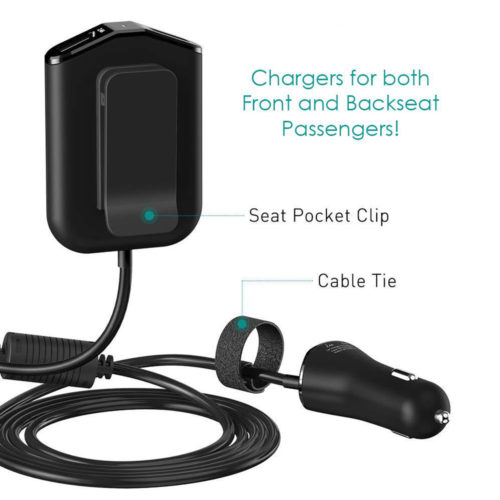 Chargers for both
Front and Backseat
Passengers!
Seat Pocket Clip
Cable Tie